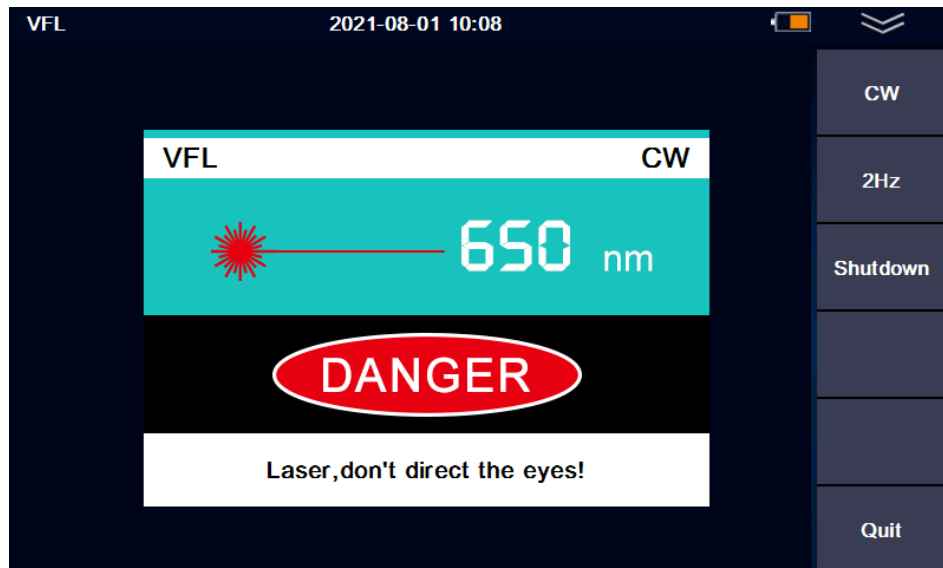 VFL 2021-08-01 10:08
CW
2Hz
Shutdown
Quit
VFL CW
650 nm
DANGER
Laser,don't direct the eyes!